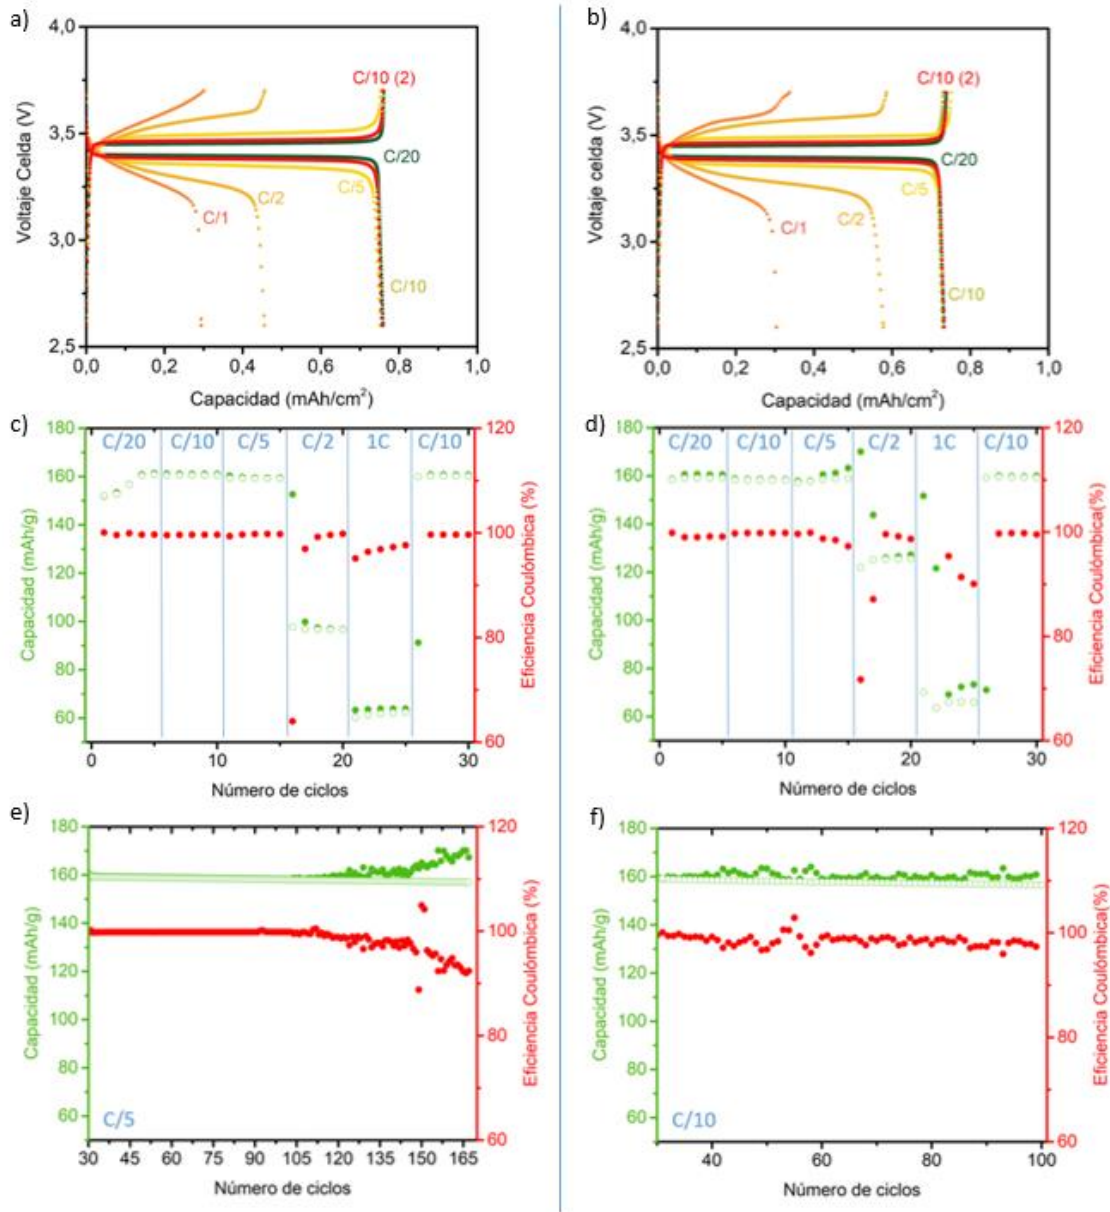 a)
4,0
3,5
3,0
2,5
Voltaje Celda (V)
C/10 (2)
C/20
C/5
C/2
C/1
C/10
0,0 0,2 0,4 0,6 0,8 1,0
Capacidad (mAh/cm²)
b)
4,0
3,5
3,0
2,5
Voltaje celda (V)
C/10 (2)
C/20
C/5
C/2
C/1
C/10
0,0 0,2 0,4 0,6 0,8 1,0
Capacidad (mAh/cm²)
c)
180
160
140
120
100
80
60
Capacidad (mAh/g)
C/20 C/10 C/5 C/2 1C C/10
120
100
80
60
Eficiencia Coulómbica (%)
0 10 20 30
Número de ciclos
d)
180
160
140
120
100
80
60
Capacidad (mAh/g)
C/20 C/10 C/5 C/2 1C C/10
120
100
80
60
Eficiencia Coulómbica(%)
0 10 20 30
Número de ciclos
e)
180
160
140
120
100
80
60
Capacidad (mAh/g)
C/5
120
100
80
60
Eficiencia Coulómbica (%)
30 45 60 75 90 105 120 135 150 165
Número de ciclos
f)
180
160
140
120
100
80
60
Capacidad (mAh/g)
C/10
120
100
80
60
Eficiencia Coulómbica(%)
40 60 80 100
Número de ciclos